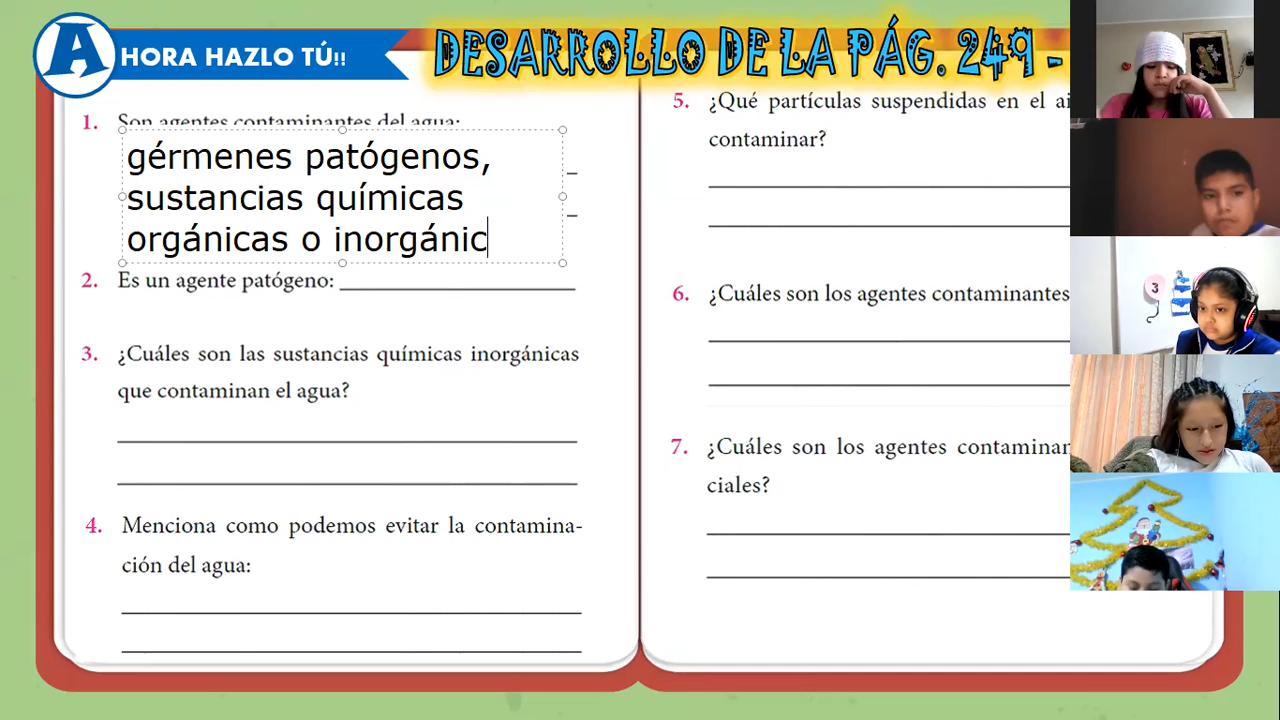 AHORA HAZLO TÚ!!
DESARROLLO DE LA PÁG. 249 -
1. Son agentes contaminantes del agua:
gérmenes patógenos,
sustancias químicas
orgánicas o inorgánic
2. Es un agente patógeno:
3. ¿Cuáles son las sustancias químicas inorgánicas
que contaminan el agua?
4. Menciona como podemos evitar la contamina-
ción del agua:
5. ¿Qué partículas suspendidas en el ai
contaminar?
6. ¿Cuáles son los agentes contaminantes
7. ¿Cuáles son los agentes contaminan
ciales?
3